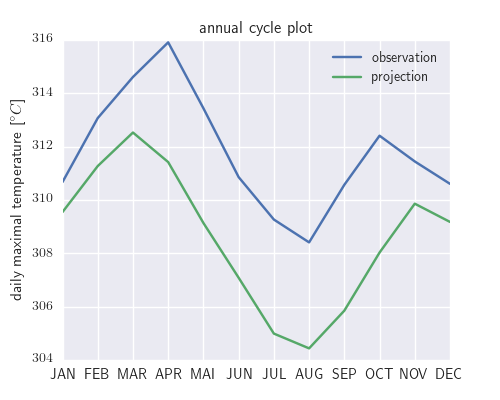 annual cycle plot
316
314
312
310
308
306
304
daily maximal temperature [°C]
observation
projection
JAN FEB MAR APR MAI JUN JUL AUG SEP OCT NOV DEC